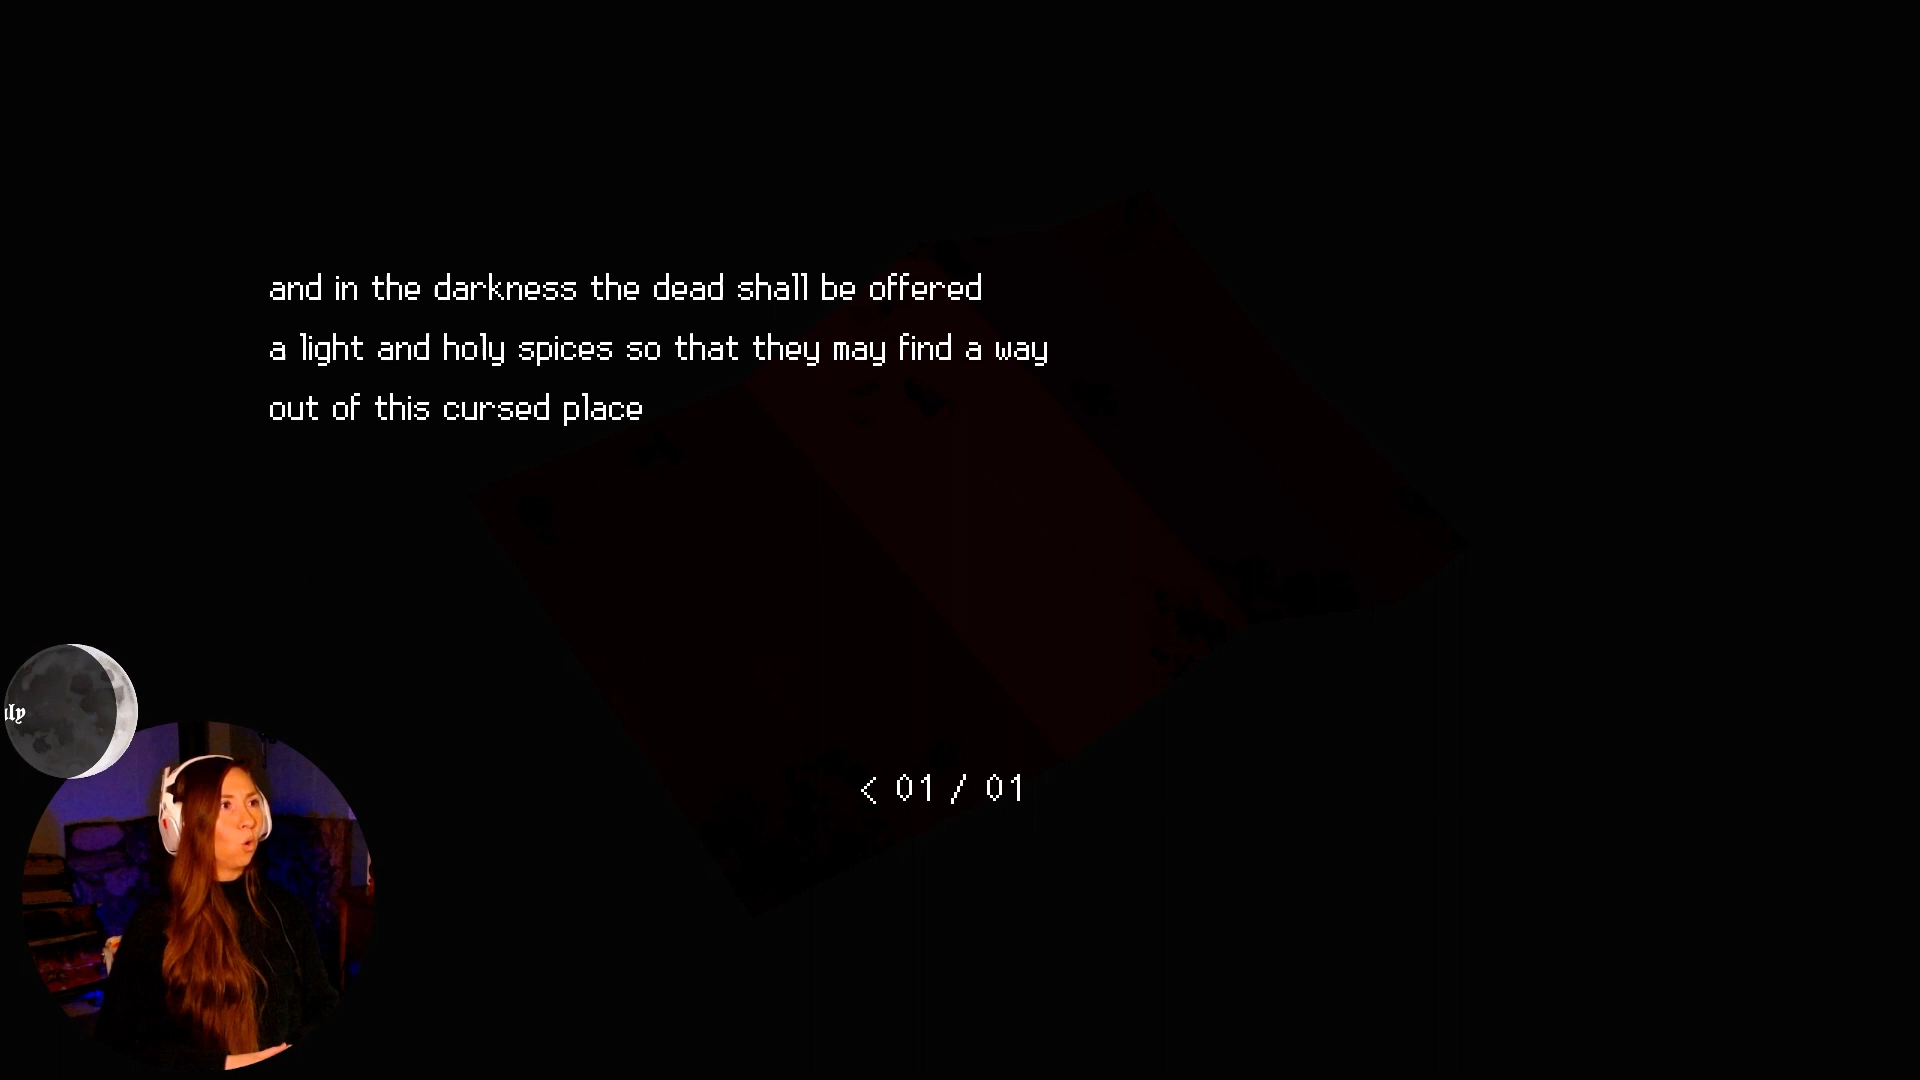 and in the darkness the dead shall be offered
a light and holy spices so that they may find a way
out of this cursed place
< 01 / 01